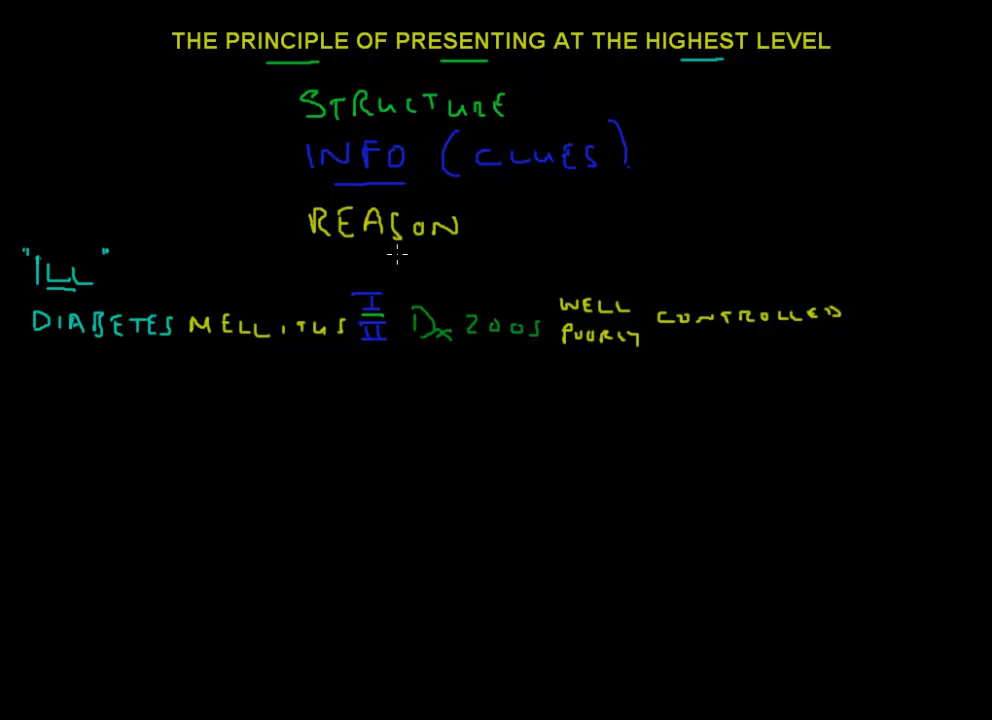 THE PRINCIPLE OF PRESENTING AT THE HIGHEST LEVEL
STRUCTURE
INFO (CLUES)
REASON
"ILL"
DIABETES MELLITUS I II Dx 2005 WELL POORLY CONTROLLED